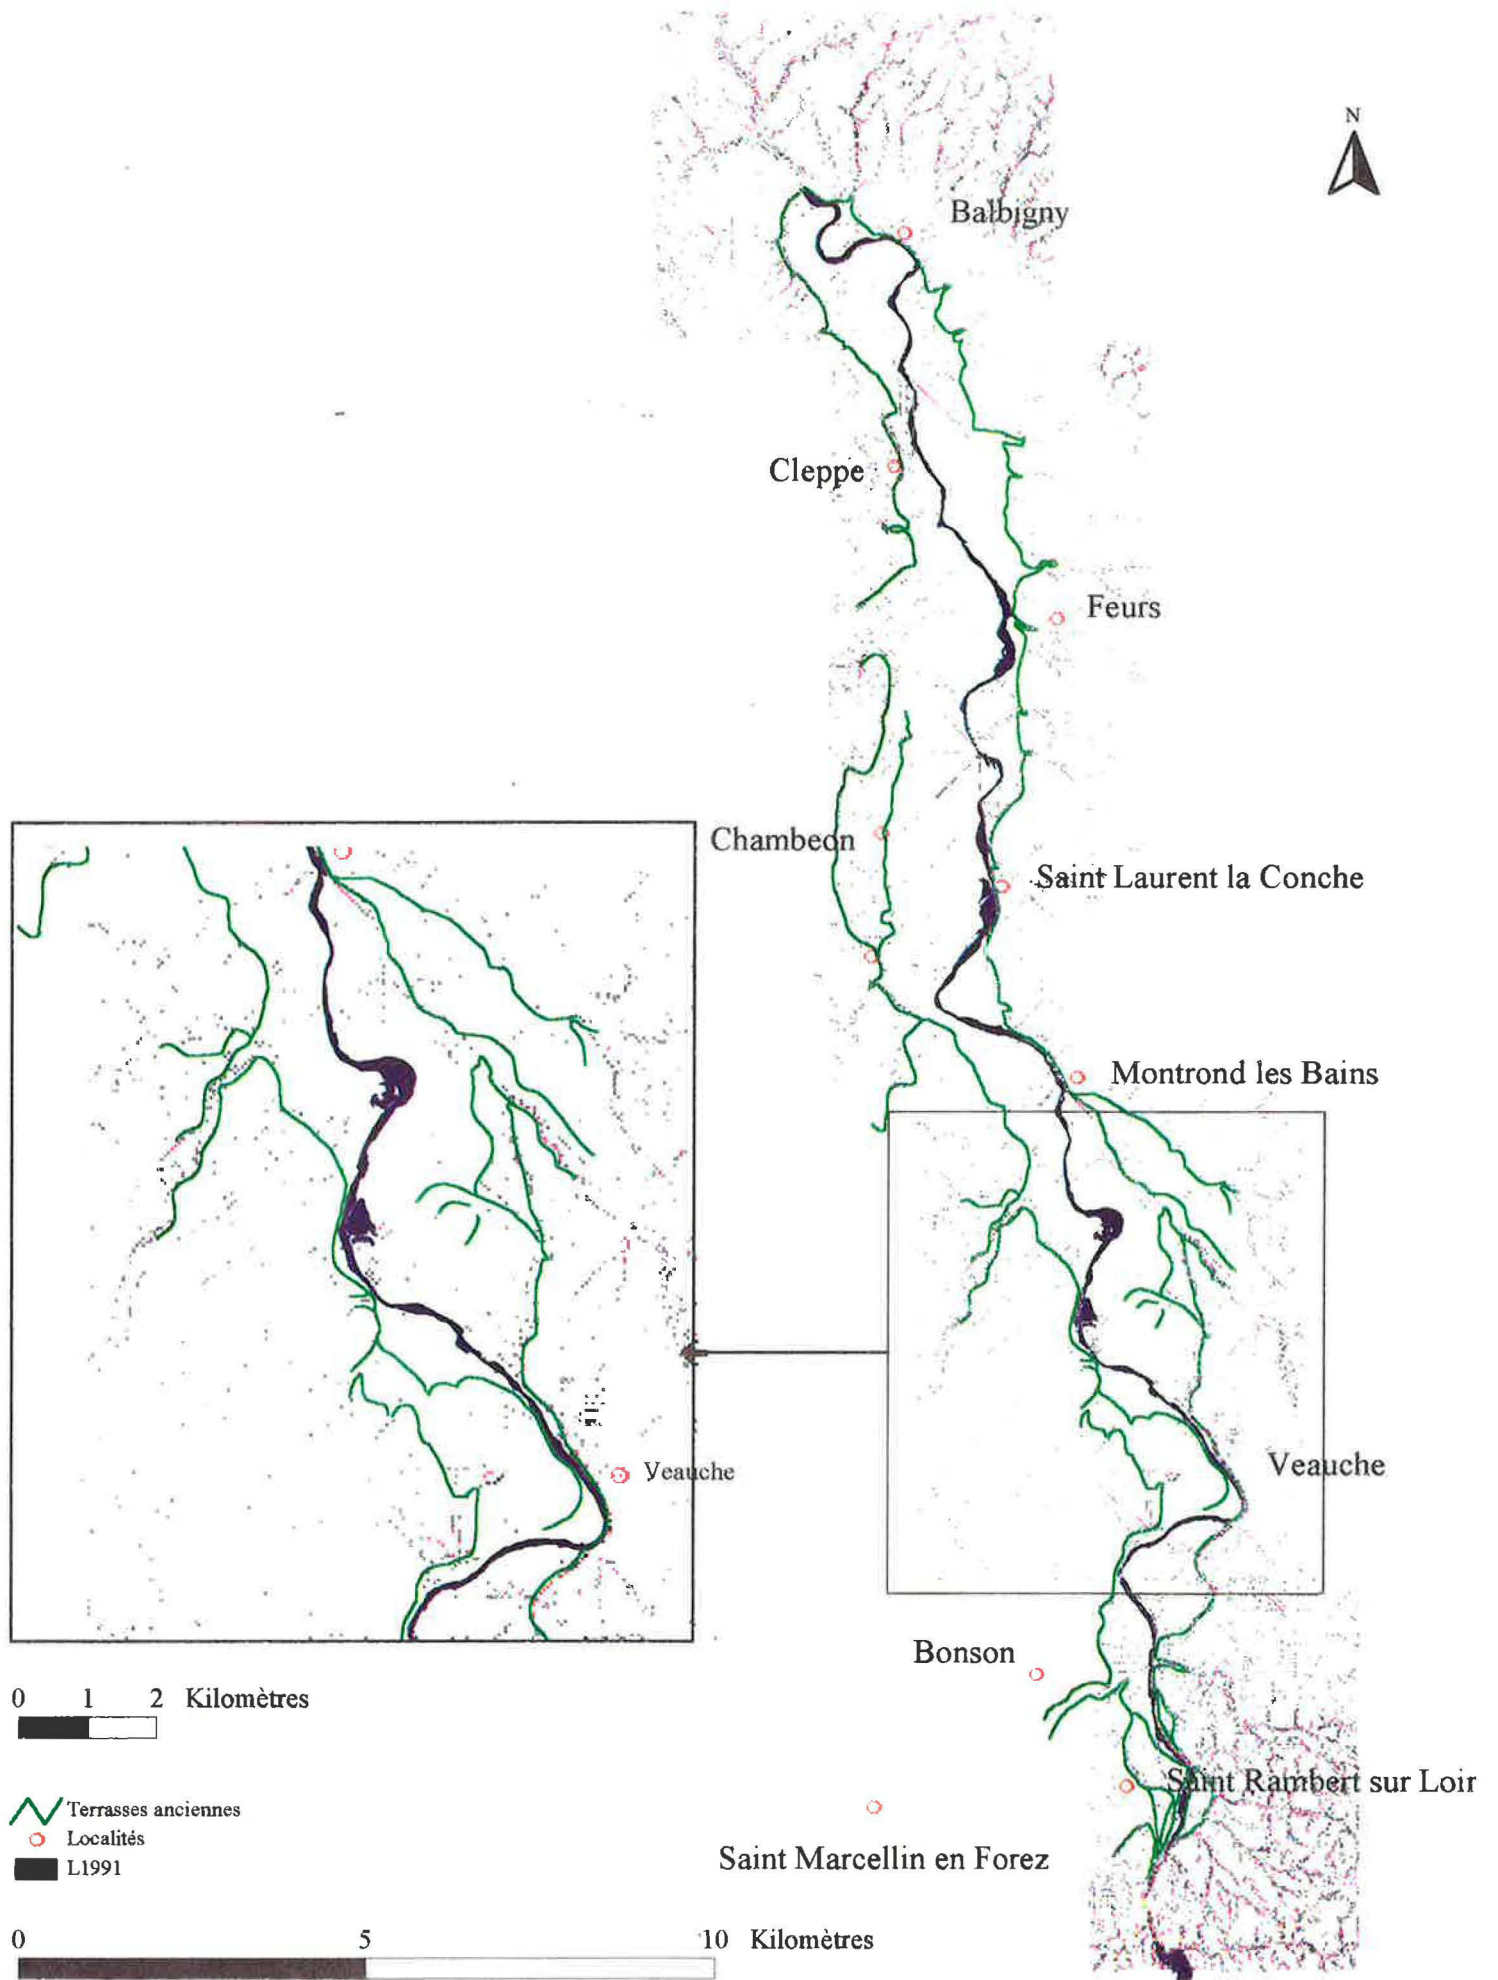 N
Balbigny
Cleppe
Feurs
Chambeon
Saint Laurent la Conche
Montrond les Bains
Veauche
Veauche
Bonson
0 1 2 Kilomètres
Saint Rambert sur Loir
Terrasses anciennes
Localités
L1991
Saint Marcellin en Forez
0 5 10 Kilomètres